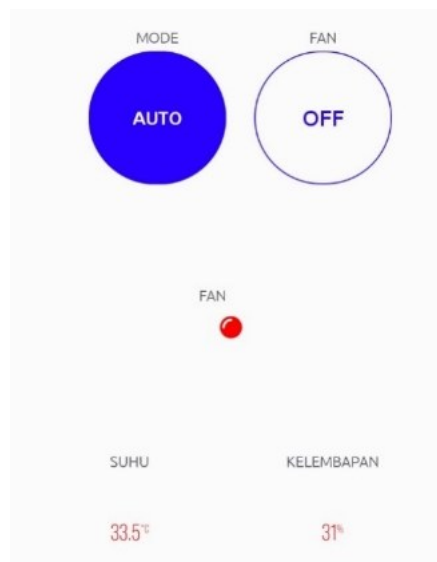 MODE FAN
AUTO OFF
FAN
SUHU KELEMBAPAN
33.5°C 31%